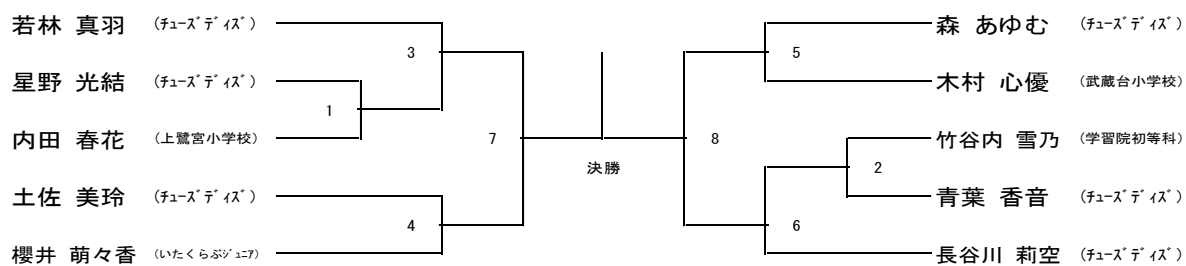 若林 真羽 (ﾁｭｰｽﾞﾃﾞｨｽﾞ) 森 あゆむ (ﾁｭｰｽﾞﾃﾞｨｽﾞ)
3 5
星野 光結 (ﾁｭｰｽﾞﾃﾞｨｽﾞ) 木村 心優 (武蔵台小学校)
1
内田 春花 (上鷺宮小学校) 7 8 竹谷内 雪乃 (学習院初等科)
決勝 2
土佐 美玲 (ﾁｭｰｽﾞﾃﾞｨｽﾞ) 青葉 香音 (ﾁｭｰｽﾞﾃﾞｨｽﾞ)
4 6
櫻井 萌々香 (いたくらぶｼﾞｭﾆｱ) 長谷川 莉空 (ﾁｭｰｽﾞﾃﾞｨｽﾞ)